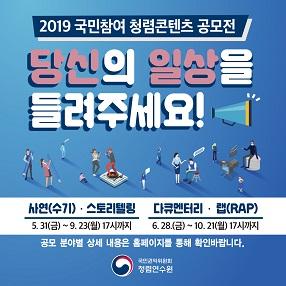 2019 국민참여 청렴콘텐츠 공모전
당신의 일상을
들려주세요!
사연(수기) · 스토리텔링
5. 31(금) ~ 9. 23(월) 17시까지
다큐멘터리 · 랩(RAP)
6. 28(금) ~ 10. 21(월) 17시까지
공모 분야별 상세 내용은 홈페이지를 통해 확인바랍니다.
국민권익위원회
청렴연수원